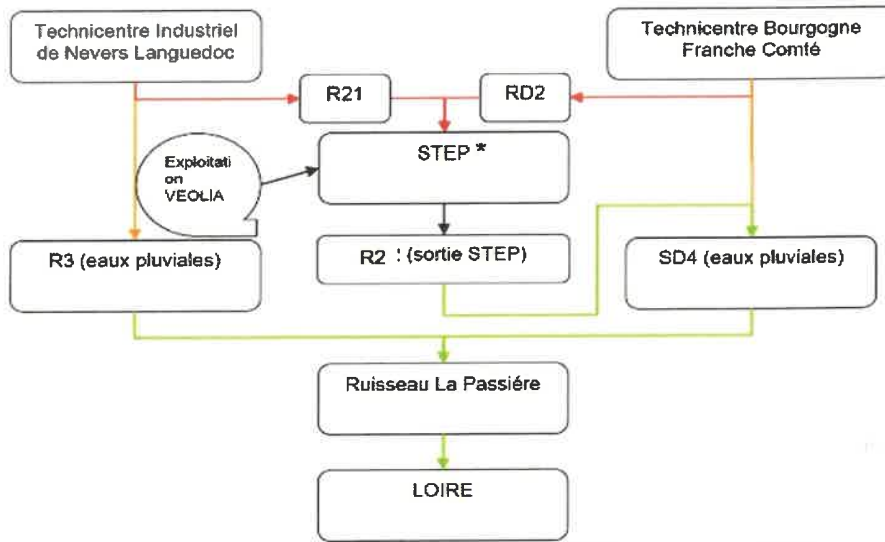 Technicentre Industriel
de Nevers Languedoc
Technicentre Bourgogne
Franche Comté
R21
RD2
STEP *
Exploitati
on
VEOLIA
R3 (eaux pluviales)
R2 : (sortie STEP)
SD4 (eaux pluviales)
Ruisseau La Passiére
LOIRE